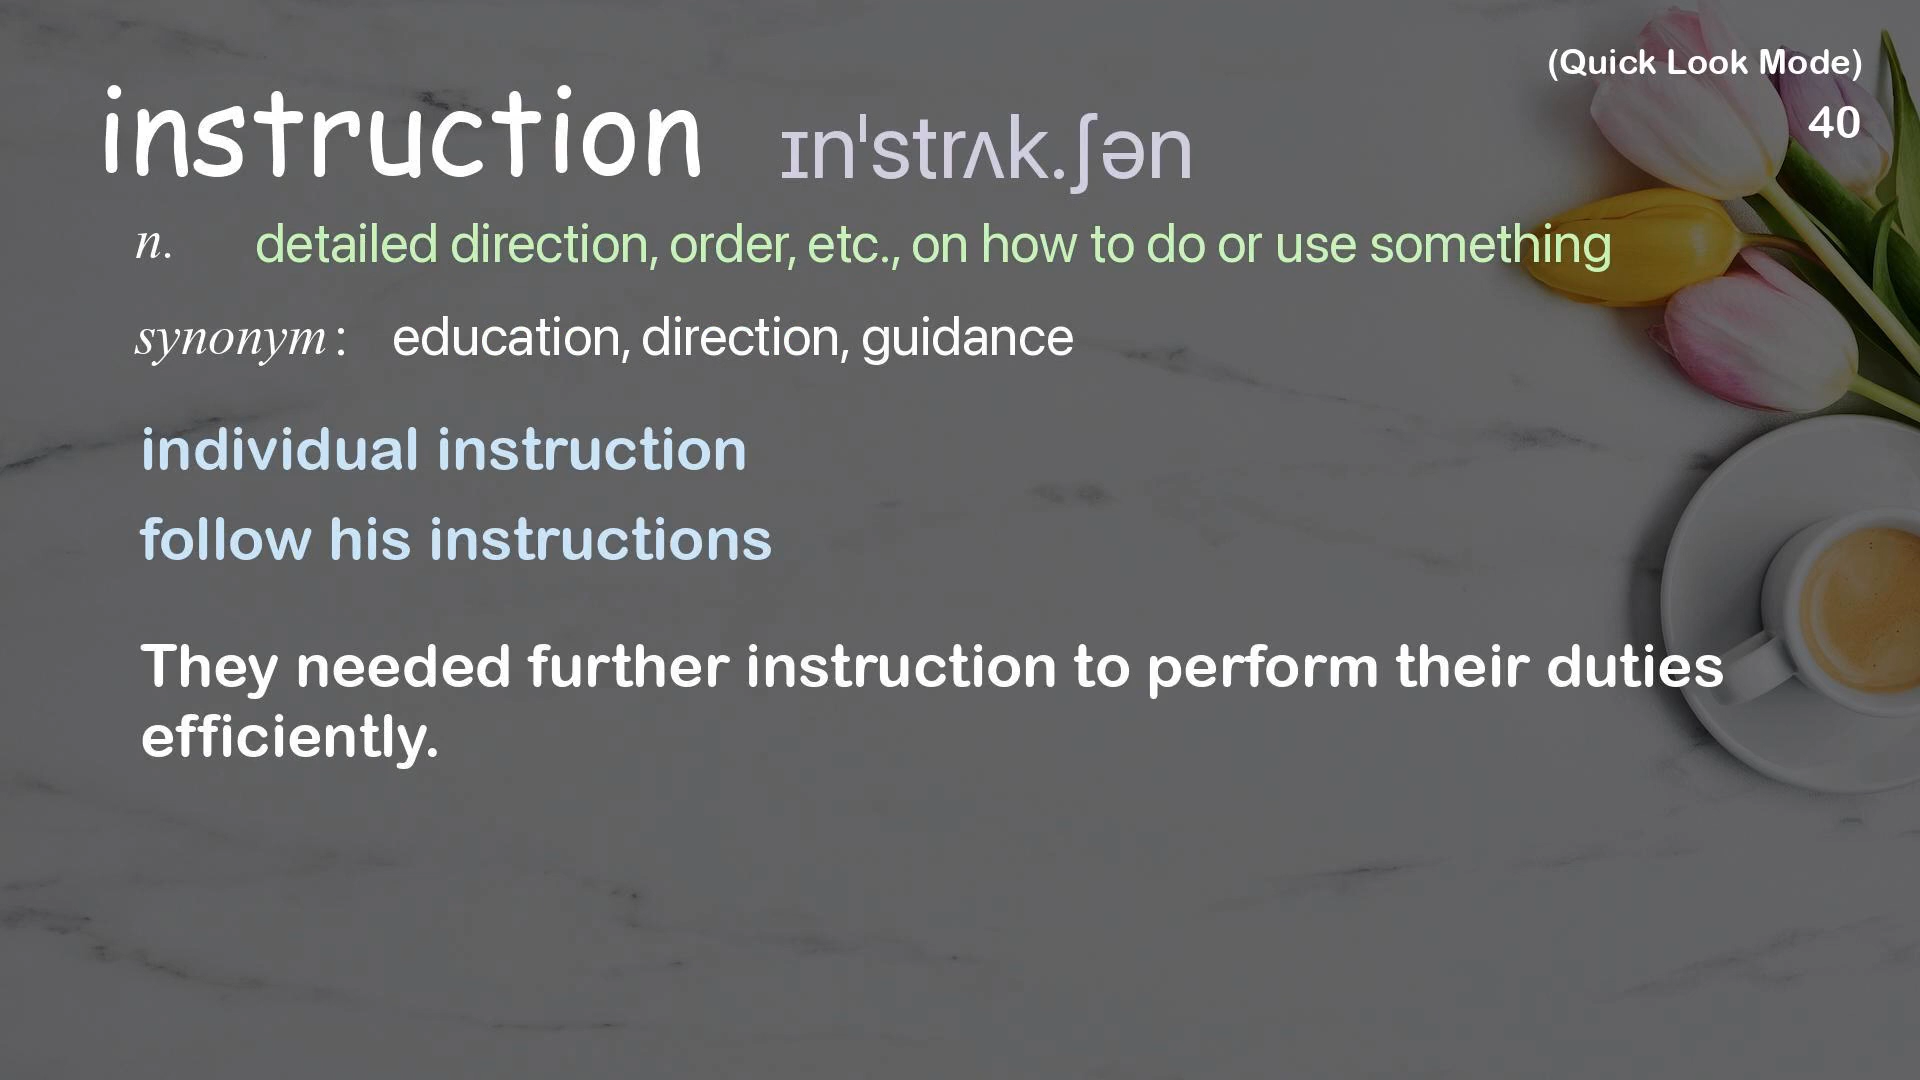 (Quick Look Mode)
40
instruction ɪnˈstrʌk.ʃən
n. detailed direction, order, etc., on how to do or use something
synonym: education, direction, guidance
individual instruction
follow his instructions
They needed further instruction to perform their duties
efficiently.